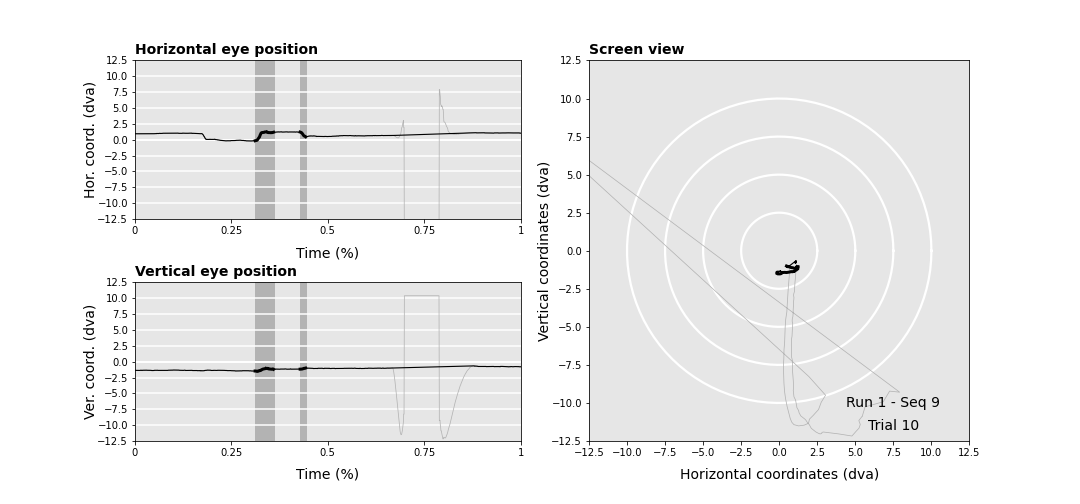 Horizontal eye position
Hor. coord. (dva)
12.5
10.0
7.5
5.0
2.5
0.0
−2.5
−5.0
−7.5
−10.0
−12.5
0 0.25 0.5 0.75 1
Time (%)
Vertical eye position
Ver. coord. (dva)
12.5
10.0
7.5
5.0
2.5
0.0
−2.5
−5.0
−7.5
−10.0
−12.5
0 0.25 0.5 0.75 1
Time (%)
Screen view
Vertical coordinates (dva)
12.5
10.0
7.5
5.0
2.5
0.0
−2.5
−5.0
−7.5
−10.0
−12.5
Run 1 - Seq 9
Trial 10
−12.5 −10.0 −7.5 −5.0 −2.5 0.0 2.5 5.0 7.5 10.0 12.5
Horizontal coordinates (dva)